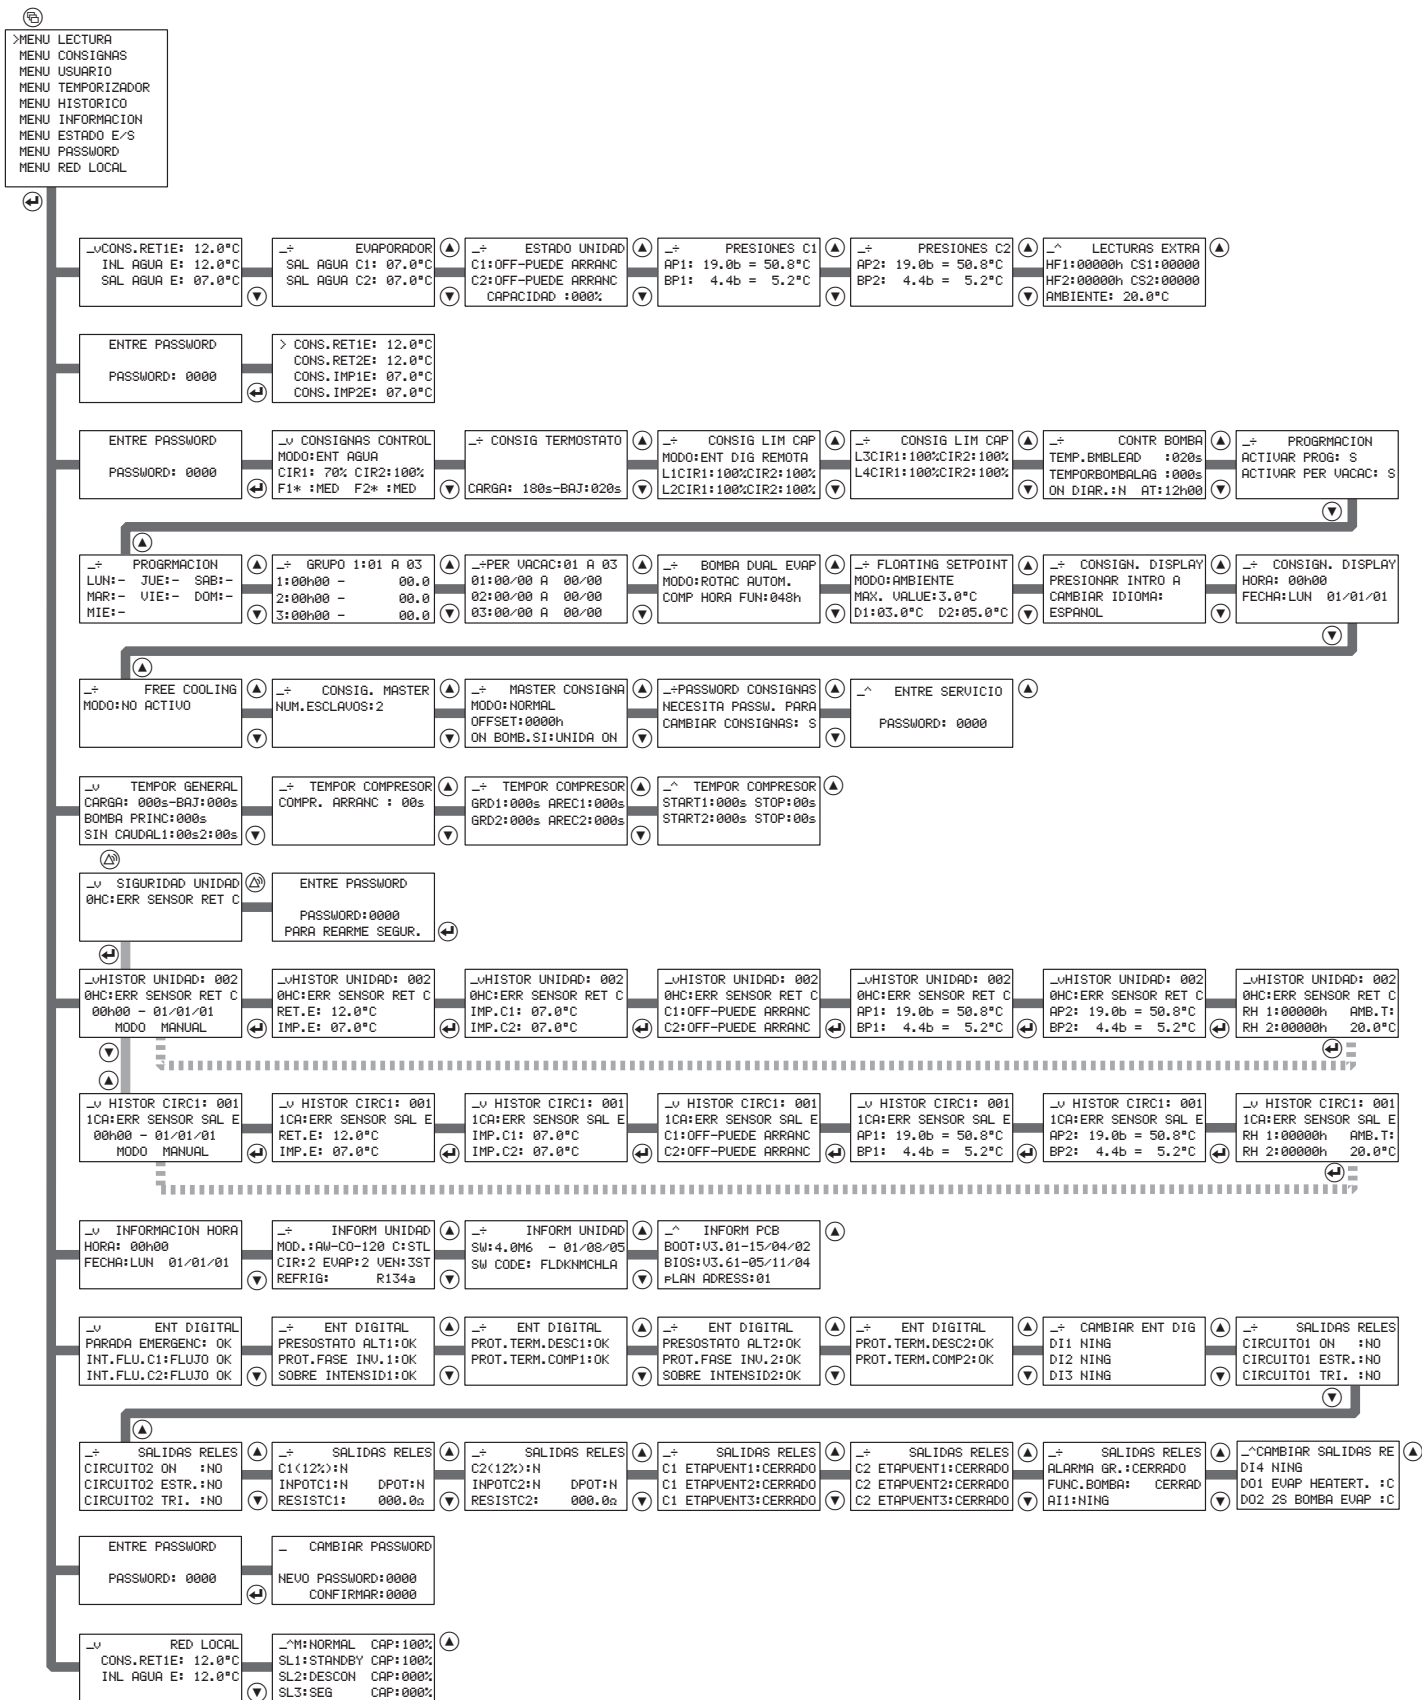 >MENU LECTURA
MENU CONSIGNAS
MENU USUARIO
MENU TEMPORIZADOR
MENU HISTORICO
MENU INFORMACION
MENU ESTADO E/S
MENU PASSWORD
MENU RED LOCAL
_vCONS.RET1E: 12.0°C
INL AGUA E: 12.0°C
SAL AGUA E: 07.0°C
_÷ EVAPORADOR
SAL AGUA C1: 07.0°C
SAL AGUA C2: 07.0°C
_÷ ESTADO UNIDAD
C1:OFF-PUEDE ARRANC
C2:OFF-PUEDE ARRANC
CAPACIDAD :000%
_÷ PRESIONES C1
AP1: 19.0b = 50.8°C
BP1: 4.4b = 5.2°C
_÷ PRESIONES C2
AP2: 19.0b = 50.8°C
BP2: 4.4b = 5.2°C
_^ LECTURAS EXTRA
HF1:00000h CS1:00000
HF2:00000h CS2:00000
AMBIENTE: 20.0°C
ENTRE PASSWORD
PASSWORD: 0000
> CONS.RET1E: 12.0°C
CONS.RET2E: 12.0°C
CONS.IMP1E: 07.0°C
CONS.IMP2E: 07.0°C
ENTRE PASSWORD
PASSWORD: 0000
_v CONSIGNAS CONTROL
MODO:ENT AGUA
CIR1: 70% CIR2:100%
F1* :MED F2* :MED
_÷ CONSIG TERMOSTATO
CARGA: 180s-BAJ:020s
_÷ CONSIG LIM CAP
MODO:ENT DIG REMOTA
L1CIR1:100%CIR2:100%
L2CIR1:100%CIR2:100%
_÷ CONSIG LIM CAP
L3CIR1:100%CIR2:100%
L4CIR1:100%CIR2:100%
_÷ CONTR BOMBA
TEMP.BMBLEAD :020s
TEMPORBOMBALAG :000s
ON DIAR.:N AT:12h00
_÷ PROGRMACION
ACTIVAR PROG: S
ACTIVAR PER VACAC: S
_÷ PROGRMACION
LUN:- JUE:- SAB:-
MAR:- VIE:- DOM:-
MIE:-
_÷ GRUPO 1:01 A 03
1:00h00 - 00.0
2:00h00 - 00.0
3:00h00 - 00.0
_÷PER VACAC:01 A 03
01:00/00 A 00/00
02:00/00 A 00/00
03:00/00 A 00/00
_÷ BOMBA DUAL EVAP
MODO:ROTAC AUTOM.
COMP HORA FUN:048h
_÷ FLOATING SETPOINT
MODO:AMBIENTE
MAX. VALUE:3.0°C
D1:03.0°C D2:05.0°C
_÷ CONSIGN. DISPLAY
PRESIONAR INTRO A
CAMBIAR IDIOMA:
ESPANOL
_÷ CONSIGN. DISPLAY
HORA: 00h00
FECHA:LUN 01/01/01
_÷ FREE COOLING
MODO:NO ACTIVO
_÷ CONSIG. MASTER
NUM.ESCLAVOS:2
_÷ MASTER CONSIGNA
MODO:NORMAL
OFFSET:0000h
ON BOMB.SI:UNIDA ON
_÷PASSWORD CONSIGNAS
NECESITA PASSW. PARA
CAMBIAR CONSIGNAS: S
_^ ENTRE SERVICIO
PASSWORD: 0000
_v TEMPOR GENERAL
CARGA: 000s-BAJ:000s
BOMBA PRINC:000s
SIN CAUDAL1:00s2:00s
_÷ TEMPOR COMPRESOR
COMPR. ARRANC : 00s
_÷ TEMPOR COMPRESOR
GRD1:000s AREC1:000s
GRD2:000s AREC2:000s
_^ TEMPOR COMPRESOR
START1:000s STOP:00s
START2:000s STOP:00s
_v SIGURIDAD UNIDAD
0HC:ERR SENSOR RET C
ENTRE PASSWORD
PASSWORD:0000
PARA REARME SEGUR.
_vHISTOR UNIDAD: 002
0HC:ERR SENSOR RET C
00h00 - 01/01/01
MODO MANUAL
_vHISTOR UNIDAD: 002
0HC:ERR SENSOR RET C
RET.E: 12.0°C
IMP.E: 07.0°C
_vHISTOR UNIDAD: 002
0HC:ERR SENSOR RET C
IMP.C1: 07.0°C
IMP.C2: 07.0°C
_vHISTOR UNIDAD: 002
0HC:ERR SENSOR RET C
C1:OFF-PUEDE ARRANC
C2:OFF-PUEDE ARRANC
_vHISTOR UNIDAD: 002
0HC:ERR SENSOR RET C
AP1: 19.0b = 50.8°C
BP1: 4.4b = 5.2°C
_vHISTOR UNIDAD: 002
0HC:ERR SENSOR RET C
AP2: 19.0b = 50.8°C
BP2: 4.4b = 5.2°C
_vHISTOR UNIDAD: 002
0HC:ERR SENSOR RET C
RH 1:00000h AMB.T:
RH 2:00000h 20.0°C
_v HISTOR CIRC1: 001
1CA:ERR SENSOR SAL E
00h00 - 01/01/01
MODO MANUAL
_v HISTOR CIRC1: 001
1CA:ERR SENSOR SAL E
RET.E: 12.0°C
IMP.E: 07.0°C
_v HISTOR CIRC1: 001
1CA:ERR SENSOR SAL E
IMP.C1: 07.0°C
IMP.C2: 07.0°C
_v HISTOR CIRC1: 001
1CA:ERR SENSOR SAL E
C1:OFF-PUEDE ARRANC
C2:OFF-PUEDE ARRANC
_v HISTOR CIRC1: 001
1CA:ERR SENSOR SAL E
AP1: 19.0b = 50.8°C
BP1: 4.4b = 5.2°C
_v HISTOR CIRC1: 001
1CA:ERR SENSOR SAL E
AP2: 19.0b = 50.8°C
BP2: 4.4b = 5.2°C
_v HISTOR CIRC1: 001
1CA:ERR SENSOR SAL E
RH 1:00000h AMB.T:
RH 2:00000h 20.0°C
_v INFORMACION HORA
HORA: 00h00
FECHA:LUN 01/01/01
_÷ INFORM UNIDAD
MOD.:AW-CO-120 C:STL
CIR:2 EVAP:2 VEN:3ST
REFRIG: R134a
_÷ INFORM UNIDAD
SW:4.0M6 - 01/08/05
SW CODE: FLDKNMCHLA
_^ INFORM PCB
BOOT:V3.01-15/04/02
BIOS:V3.61-05/11/04
pLAN ADRESS:01
_v ENT DIGITAL
PARADA EMERGENC: OK
INT.FLU.C1:FLUJO OK
INT.FLU.C2:FLUJO OK
_÷ ENT DIGITAL
PRESOSTATO ALT1:OK
PROT.FASE INV.1:OK
SOBRE INTENSID1:OK
_÷ ENT DIGITAL
PROT.TERM.DESC1:OK
PROT.TERM.COMP1:OK
_÷ ENT DIGITAL
PRESOSTATO ALT2:OK
PROT.FASE INV.2:OK
SOBRE INTENSID2:OK
_÷ ENT DIGITAL
PROT.TERM.DESC2:OK
PROT.TERM.COMP2:OK
_÷ CAMBIAR ENT DIG
DI1 NING
DI2 NING
DI3 NING
_÷ SALIDAS RELES
CIRCUITO1 ON :NO
CIRCUITO1 ESTR.:NO
CIRCUITO1 TRI. :NO
_÷ SALIDAS RELES
CIRCUITO2 ON :NO
CIRCUITO2 ESTR.:NO
CIRCUITO2 TRI. :NO
_÷ SALIDAS RELES
C1(12%):N
INPOTC1:N DPOT:N
RESISTC1: 000.0Ω
_÷ SALIDAS RELES
C2(12%):N
INPOTC2:N DPOT:N
RESISTC2: 000.0Ω
_÷ SALIDAS RELES
C1 ETAPVENT1:CERRADO
C1 ETAPVENT2:CERRADO
C1 ETAPVENT3:CERRADO
_÷ SALIDAS RELES
C2 ETAPVENT1:CERRADO
C2 ETAPVENT2:CERRADO
C2 ETAPVENT3:CERRADO
_÷ SALIDAS RELES
ALARMA GR.:CERRADO
FUNC.BOMBA: CERRAD
AI1:NING
_^CAMBIAR SALIDAS RE
DI4 NING
DO1 EVAP HEATERT. :C
DO2 2S BOMBA EVAP :C
ENTRE PASSWORD
PASSWORD: 0000
_ CAMBIAR PASSWORD
NEVO PASSWORD:0000
CONFIRMAR:0000
_v RED LOCAL
CONS.RET1E: 12.0°C
INL AGUA E: 12.0°C
_^M:NORMAL CAP:100%
SL1:STANDBY CAP:100%
SL2:DESCON CAP:000%
SL3:SEG CAP:000%